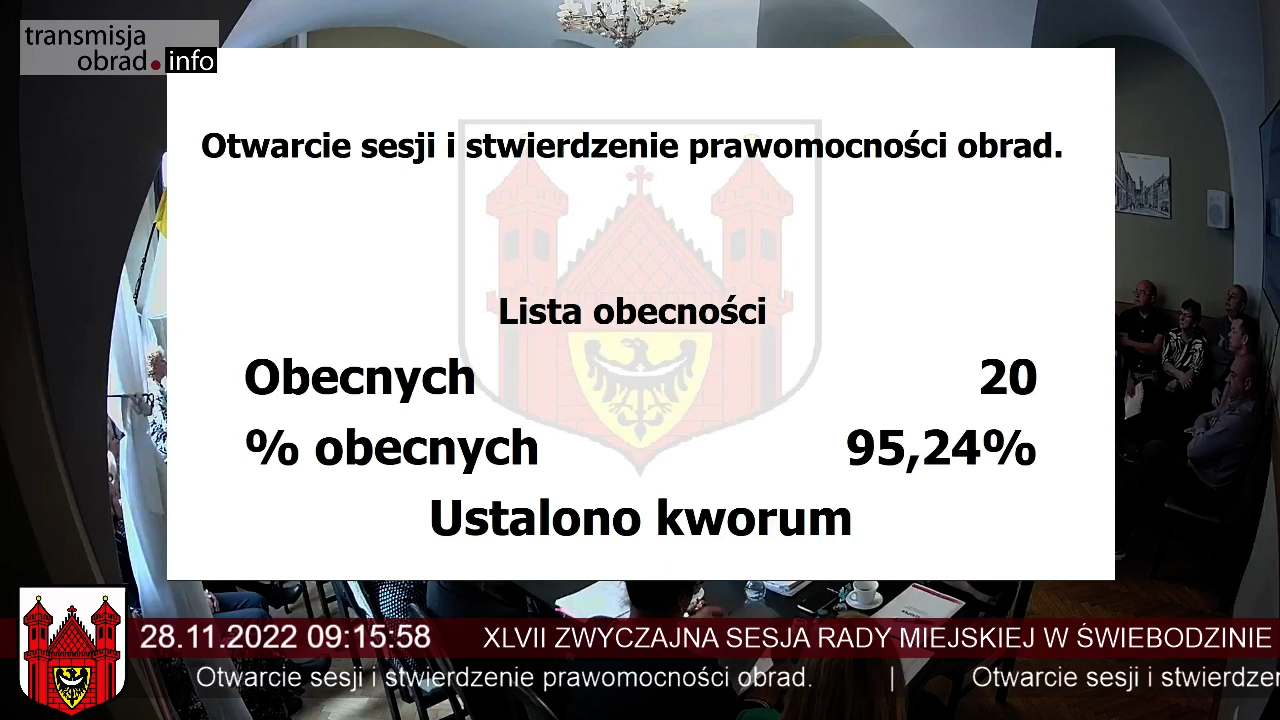 transmisja
obrad.info
Otwarcie sesji i stwierdzenie prawomocności obrad.
Lista obecności
Obecnych 20
% obecnych 95,24%
Ustalono kworum
28.11.2022 09:15:58 XLVII ZWYCZAJNA SESJA RADY MIEJSKIEJ W ŚWIEBODZINIE
Otwarcie sesji i stwierdzenie prawomocności obrad. | Otwarcie sesji i stwierdzen